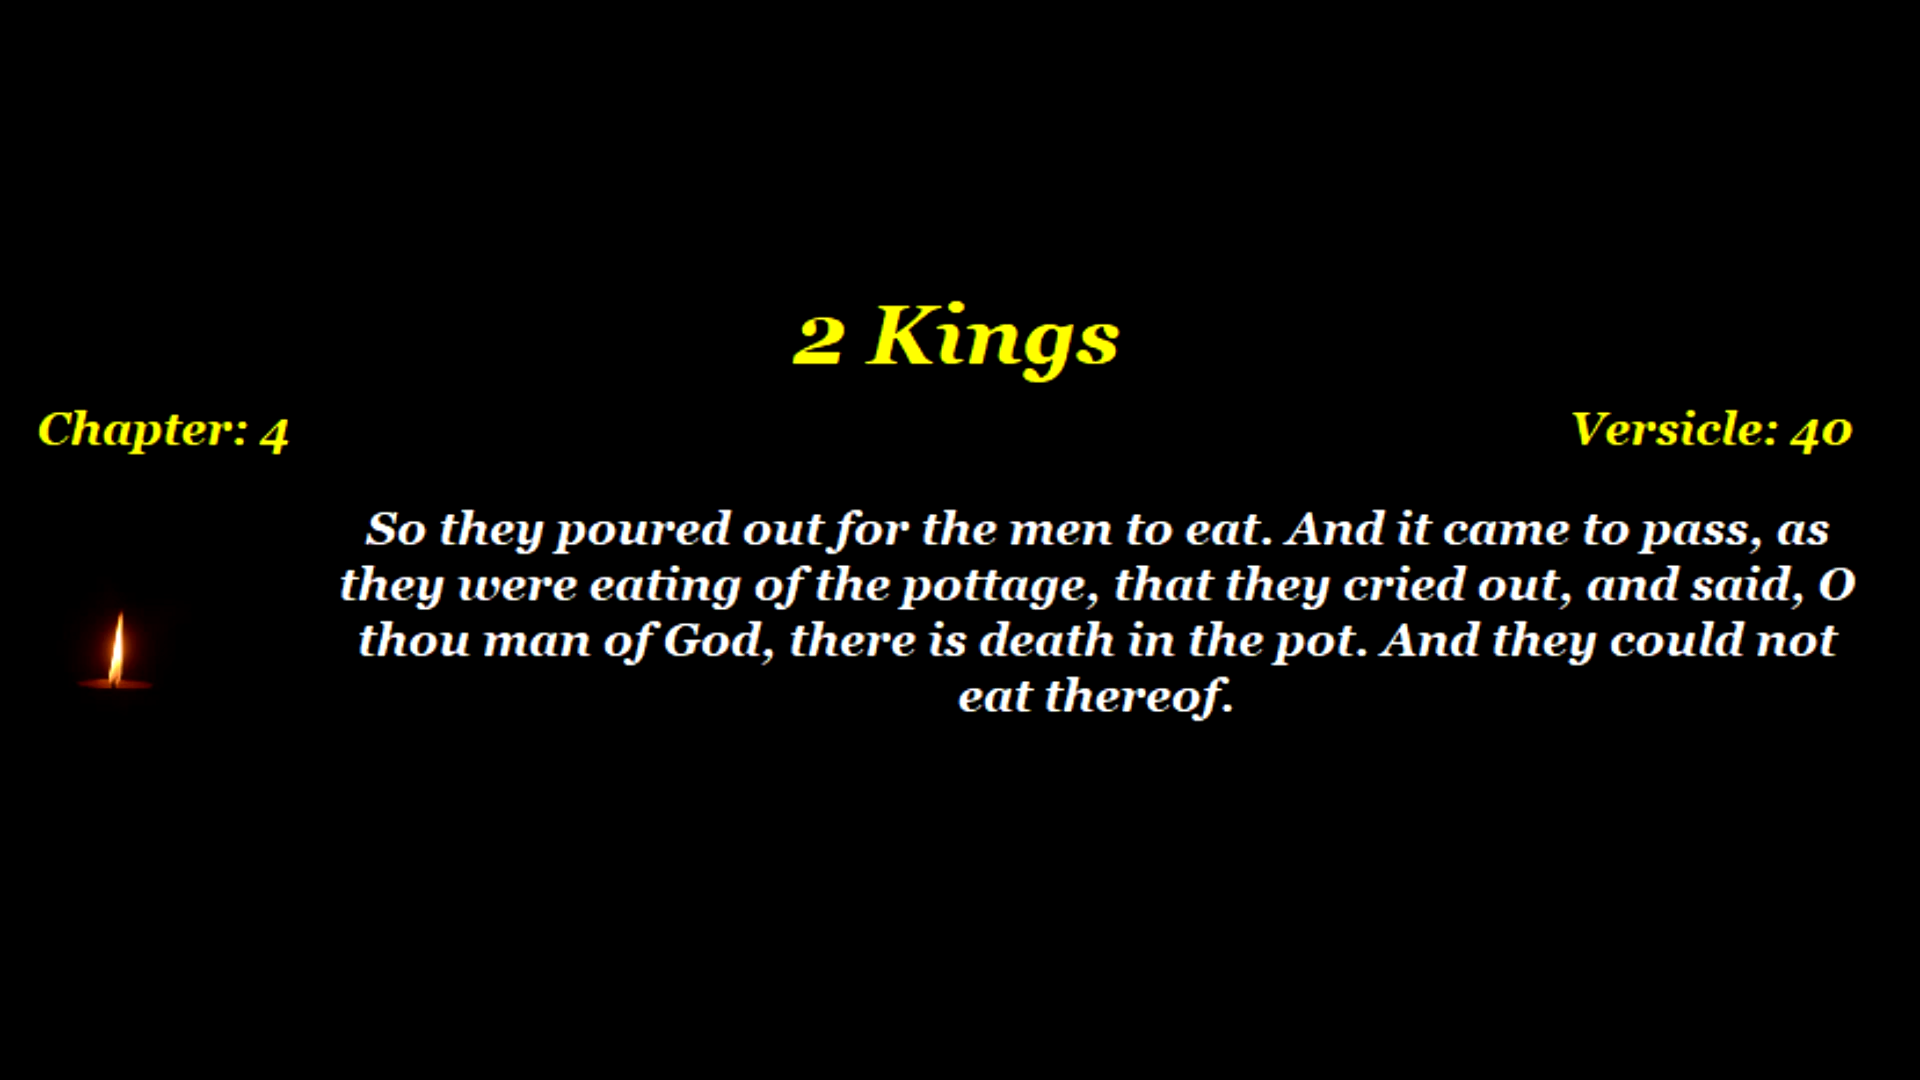 2 Kings
Chapter: 4
Versicle: 40
So they poured out for the men to eat. And it came to pass, as
they were eating of the pottage, that they cried out, and said, O
thou man of God, there is death in the pot. And they could not
eat thereof.